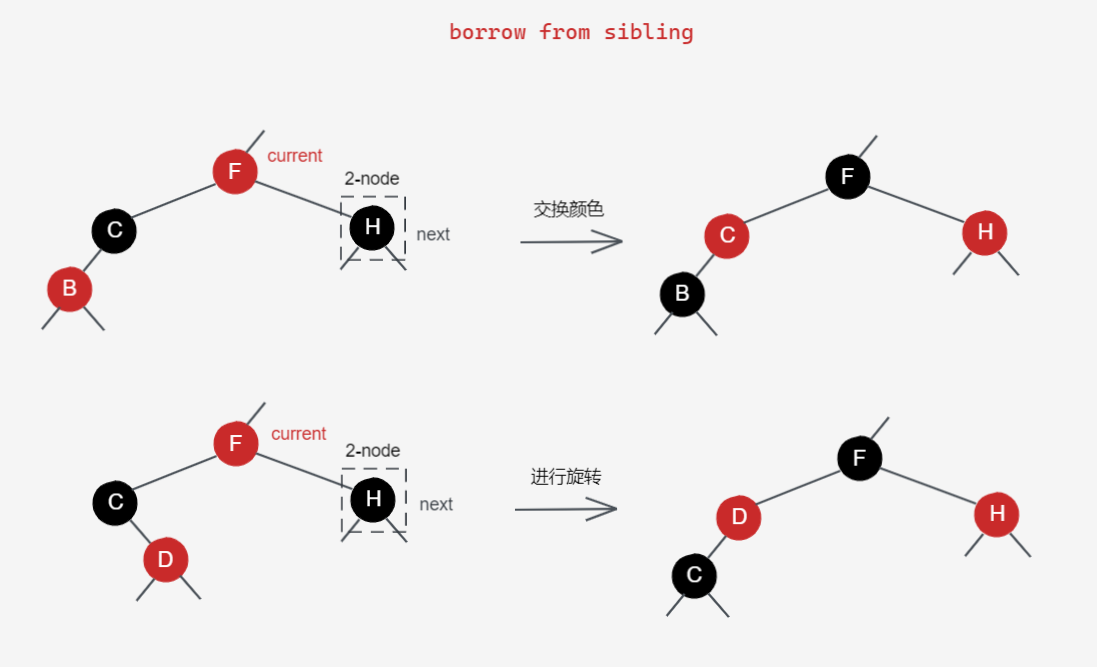 borrow from sibling
F
current
2-node
C
H
next
B
交换颜色
F
C
H
B
F
current
2-node
C
H
next
D
进行旋转
F
D
H
C